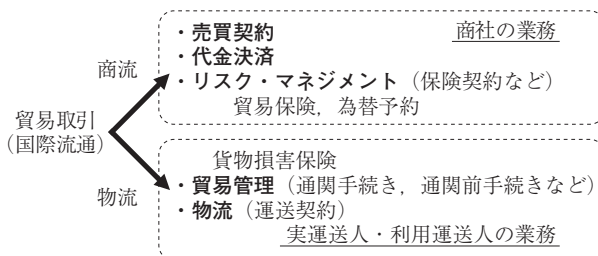 ・売買契約 商社の業務
・代金決済
・リスク・マネジメント（保険契約など）
貿易保険，為替予約
商流
貿易取引
（国際流通）
物流
貨物損害保険
・貿易管理（通関手続き，通関前手続きなど）
・物流（運送契約）
実運送人・利用運送人の業務